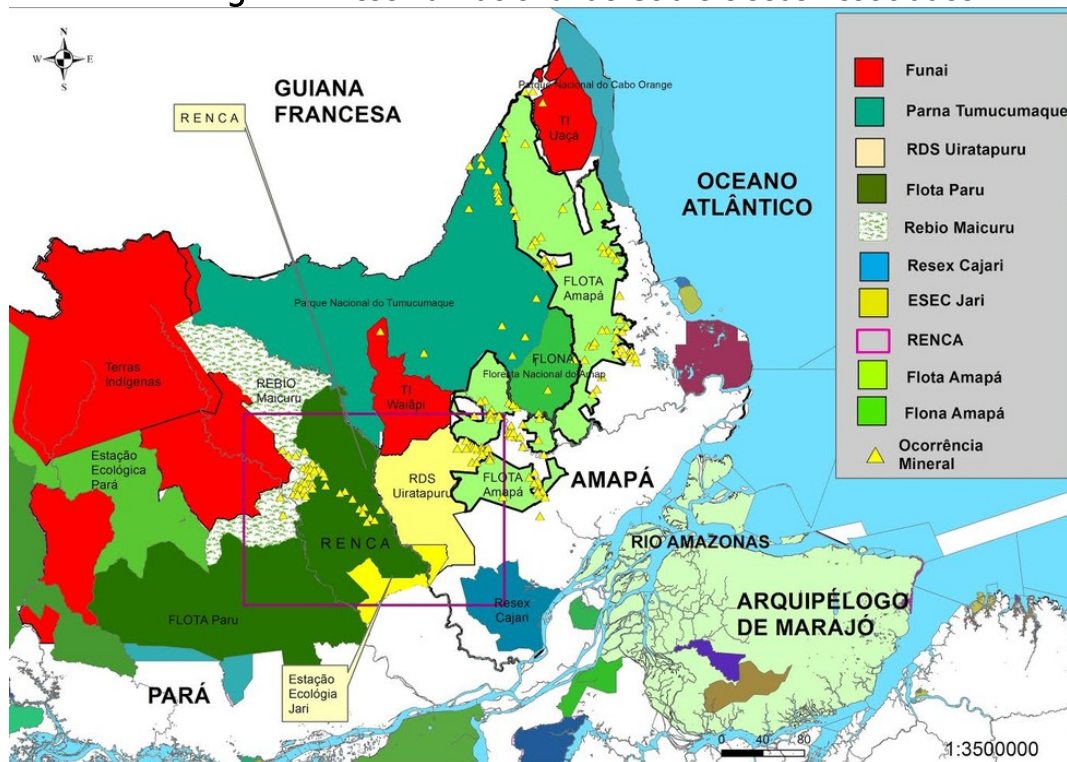 N
W E
S
GUIANA
FRANCESA
R E N C A
Parque Nacional do Cabo Orange
TI
Uaçá
OCEANO
ATLÂNTICO
FLOTA
Amapá
Parque Nacional do Tumucumaque
FLONA
Floresta Nacional do Amap
Terras
Indígenas
REBIO
Maicuru
TI
Waiãpi
Estação
Ecológica
Pará
RDS
Uiratapuru
FLOTA
Amapá
AMAPÁ
R E N C A
RIO AMAZONAS
FLOTA Paru
Resex
Cajari
ARQUIPÉLOGO
DE MARAJÓ
PARÁ
Estação
Ecológia
Jari
0 40 80
1:3500000
Funai
Parna Tumucumaque
RDS Uiratapuru
Flota Paru
Rebio Maicuru
Resex Cajari
ESEC Jari
RENCA
Flota Amapá
Flona Amapá
Ocorrência
Mineral